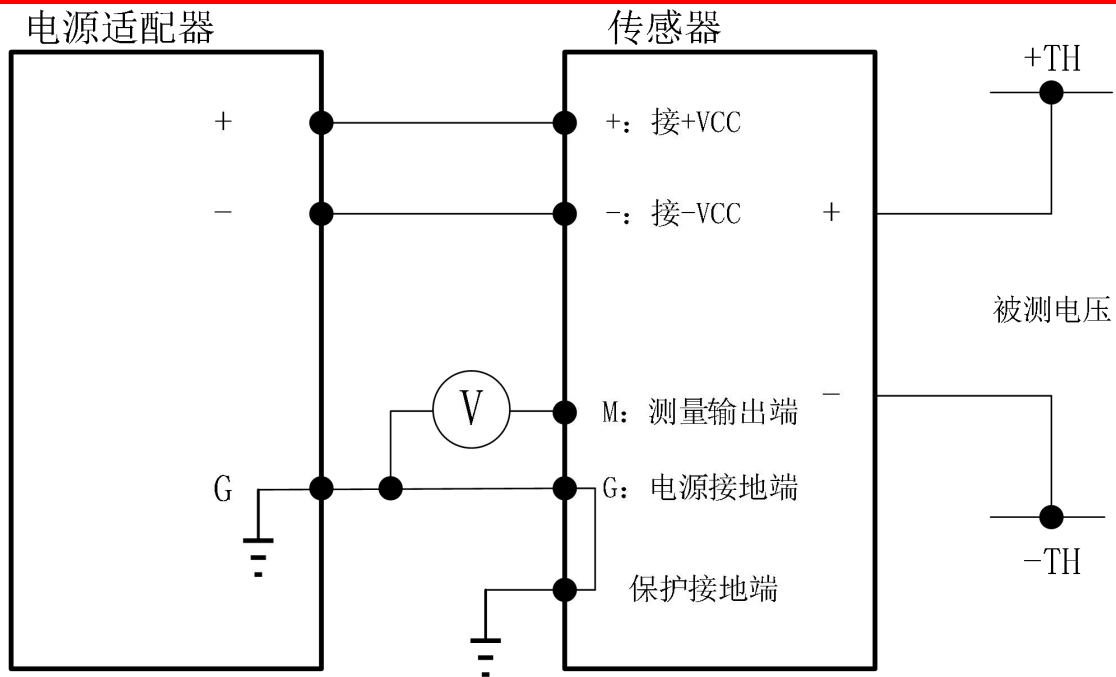 电源适配器
传感器
+TH
+
+：接+VCC
-
-：接-VCC
+
被测电压
V
M：测量输出端
-
G
G：电源接地端
-TH
保护接地端